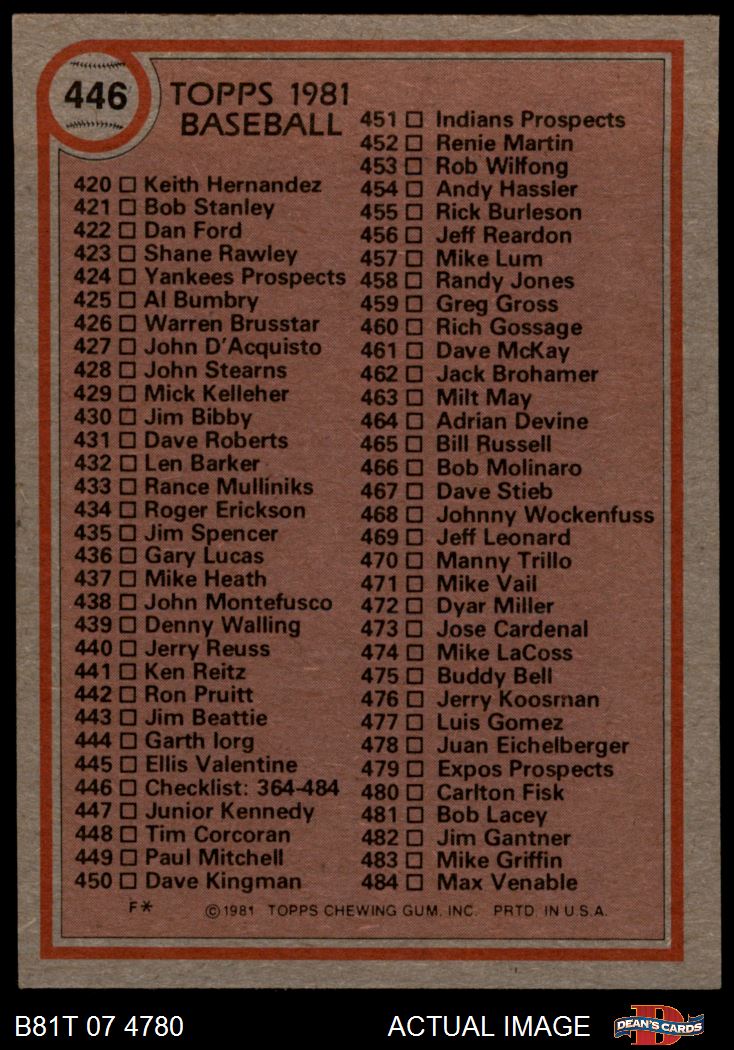 446
TOPPS 1981
BASEBALL
420 ☐ Keith Hernandez
421 ☐ Bob Stanley
422 ☐ Dan Ford
423 ☐ Shane Rawley
424 ☐ Yankees Prospects
425 ☐ Al Bumbry
426 ☐ Warren Brusstar
427 ☐ John D'Acquisto
428 ☐ John Stearns
429 ☐ Mick Kelleher
430 ☐ Jim Bibby
431 ☐ Dave Roberts
432 ☐ Len Barker
433 ☐ Rance Mulliniks
434 ☐ Roger Erickson
435 ☐ Jim Spencer
436 ☐ Gary Lucas
437 ☐ Mike Heath
438 ☐ John Montefusco
439 ☐ Denny Walling
440 ☐ Jerry Reuss
441 ☐ Ken Reitz
442 ☐ Ron Pruitt
443 ☐ Jim Beattie
444 ☐ Garth Iorg
445 ☐ Ellis Valentine
446 ☐ Checklist: 364-484
447 ☐ Junior Kennedy
448 ☐ Tim Corcoran
449 ☐ Paul Mitchell
450 ☐ Dave Kingman
451 ☐ Indians Prospects
452 ☐ Renie Martin
453 ☐ Rob Wilfong
454 ☐ Andy Hassler
455 ☐ Rick Burleson
456 ☐ Jeff Reardon
457 ☐ Mike Lum
458 ☐ Randy Jones
459 ☐ Greg Gross
460 ☐ Rich Gossage
461 ☐ Dave McKay
462 ☐ Jack Brohamer
463 ☐ Milt May
464 ☐ Adrian Devine
465 ☐ Bill Russell
466 ☐ Bob Molinaro
467 ☐ Dave Stieb
468 ☐ Johnny Wockenfuss
469 ☐ Jeff Leonard
470 ☐ Manny Trillo
471 ☐ Mike Vail
472 ☐ Dyar Miller
473 ☐ Jose Cardenal
474 ☐ Mike LaCoss
475 ☐ Buddy Bell
476 ☐ Jerry Koosman
477 ☐ Luis Gomez
478 ☐ Juan Eichelberger
479 ☐ Expos Prospects
480 ☐ Carlton Fisk
481 ☐ Bob Lacey
482 ☐ Jim Gantner
483 ☐ Mike Griffin
484 ☐ Max Venable
F* ©1981 TOPPS CHEWING GUM. INC. PRTD. IN U.S.A.
B81T 07 4780 ACTUAL IMAGE D DEAN'S CARDS